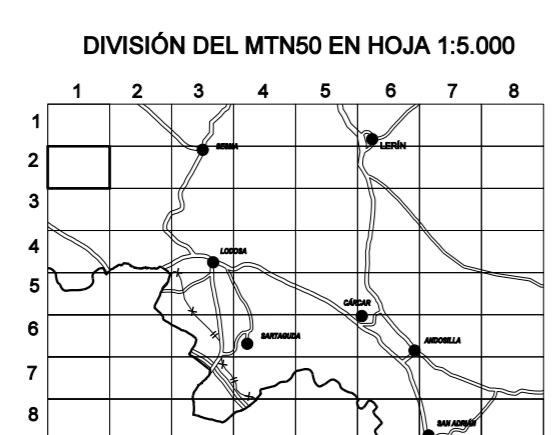 DIVISIÓN DEL MTN50 EN HOJA 1:5.000
1 2 3 4 5 6 7 8
1
LERÍN
2
SESMA
3
4
LODOSA
5
CÁRCAR
6
SARTAGUDA
ANDOSILLA
7
8
SAN ADRIÁN